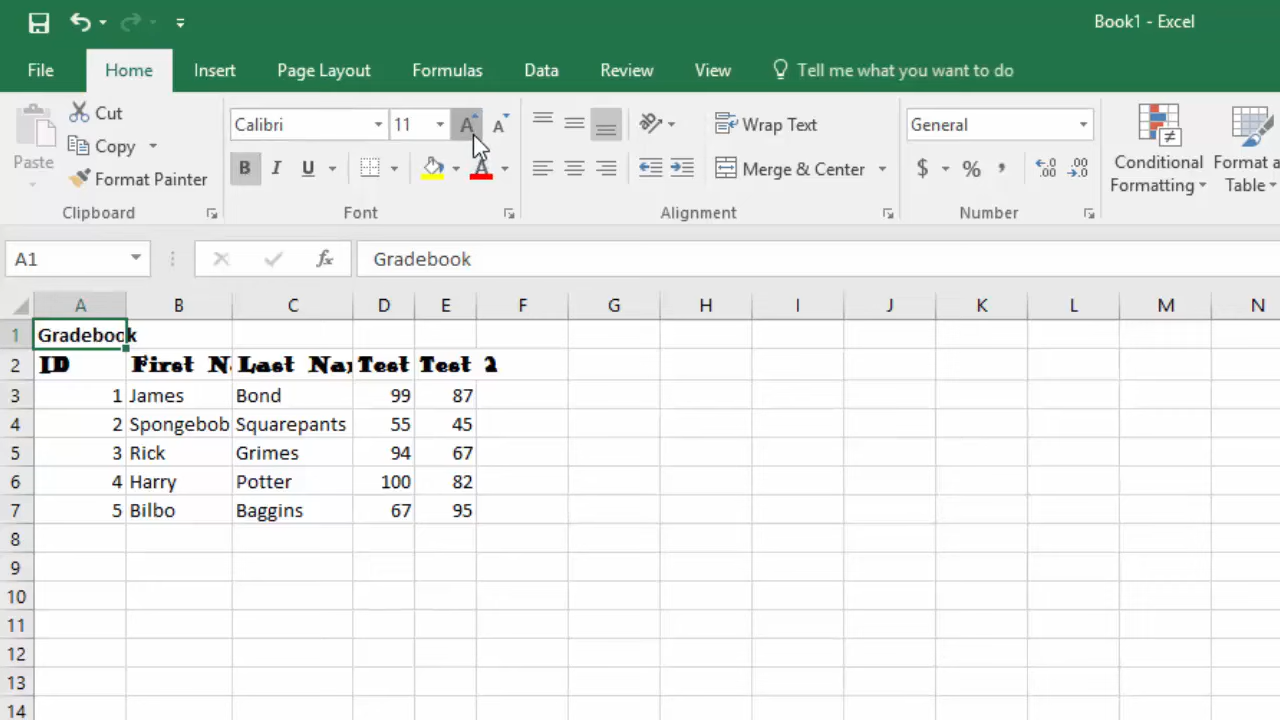 Book1 - Excel
File Home Insert Page Layout Formulas Data Review View Tell me what you want to do
Paste
Cut
Copy
Format Painter
Clipboard
Calibri 11 A A
B I U A
Font
Wrap Text
Merge & Center
Alignment
General
$ % , .00
Number
Conditional Formatting
Format a
Table
A1 fx Gradebook
A B C D E F G H I J K L M N
1 Gradebook
2 ID First N Last Na Test Test 2
3 1 James Bond 99 87
4 2 Spongebob Squarepants 55 45
5 3 Rick Grimes 94 67
6 4 Harry Potter 100 82
7 5 Bilbo Baggins 67 95
8
9
10
11
12
13
14